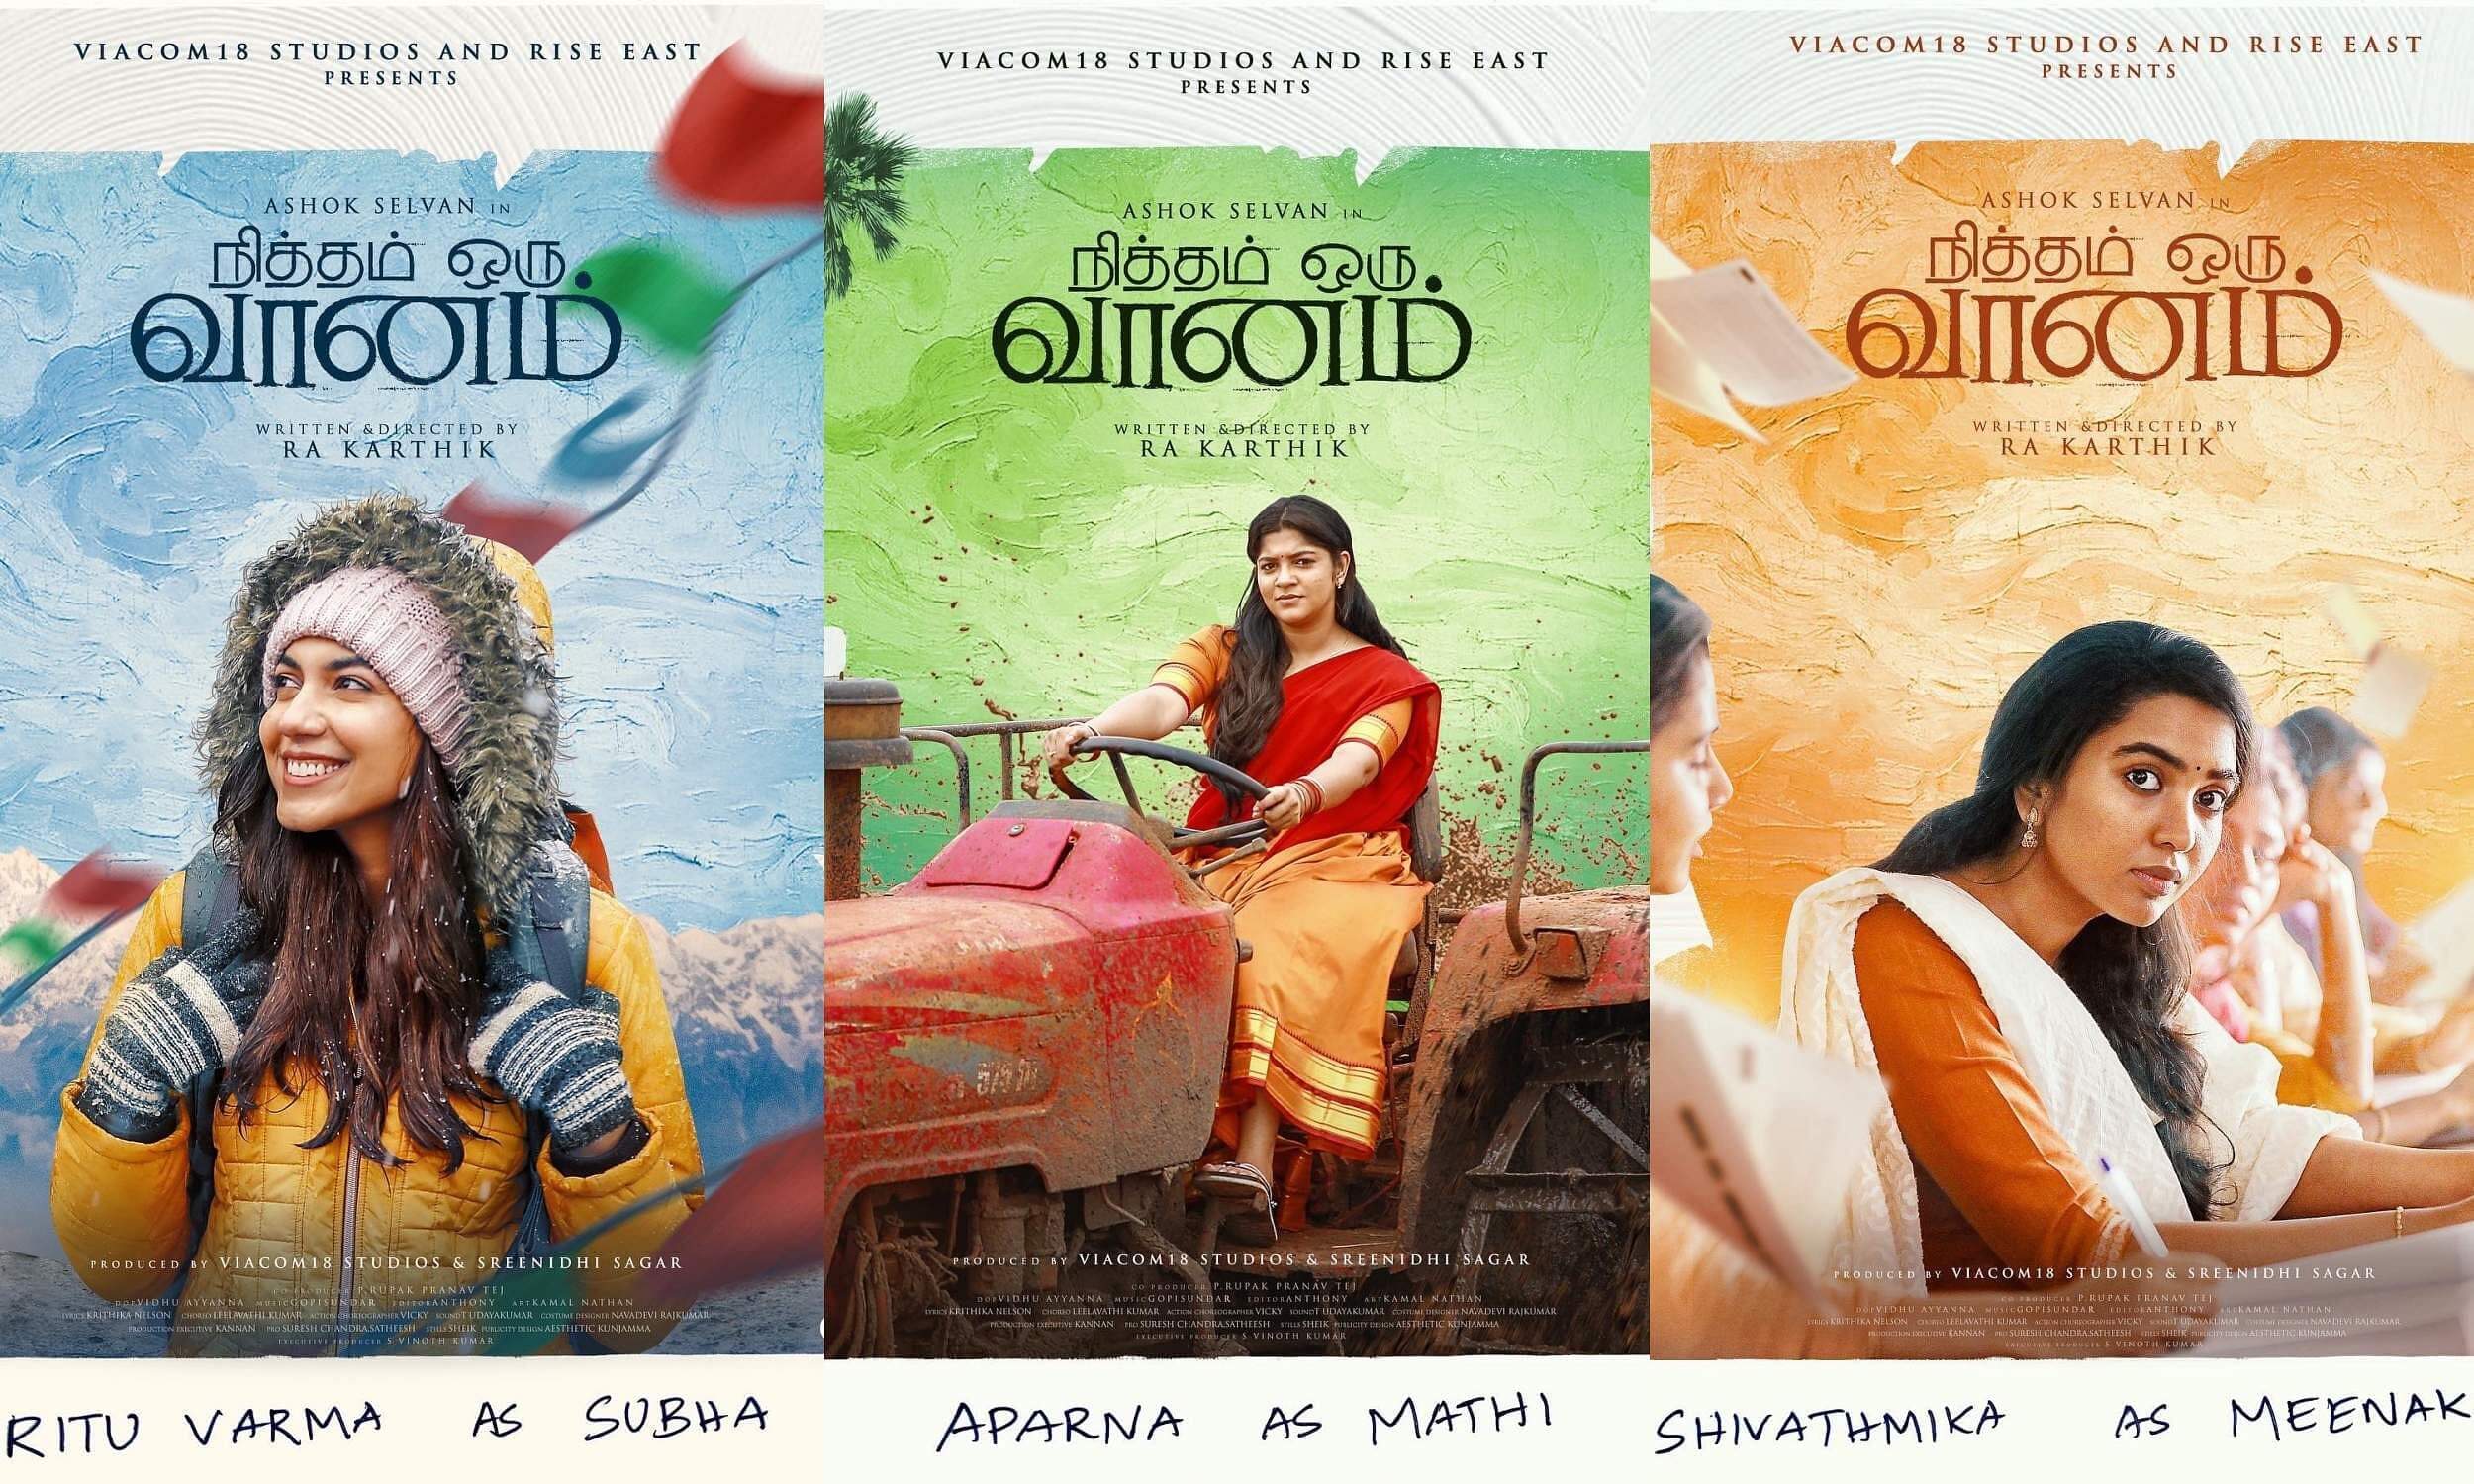 VIACOM18 STUDIOS AND RISE EAST
PRESENTS
ASHOK SELVAN IN
நித்தம் ஒரு
வானம்
WRITTEN &DIRECTED BY
RA KARTHIK
PRODUCED BY VIACOM18 STUDIOS & SREENIDHI SAGAR
CO PRODUCER P.RUPAK PRANAV TEJ
DOP VIDHU AYYANNA MUSIC GOPISUNDAR EDITOR ANTHONY ART KAMAL NATHAN
LYRICS KRITHIKA NELSON CHOREO LEELAVATHI KUMAR ACTION CHOREOGRAPHER VICKY SOUND T UDAYAKUMAR COSTUME DESIGNER NAVADEVI RAJKUMAR
PRODUCTION EXECUTIVE KANNAN PRO SURESH CHANDRA,SATHEESH STILLS SHEIK PUBLICITY DESIGN AESTHETIC KUNJAMMA
EXECUTIVE PRODUCER S VINOTH KUMAR
RITU VARMA AS SUBHA
VIACOM18 STUDIOS AND RISE EAST
PRESENTS
ASHOK SELVAN IN
நித்தம் ஒரு
வானம்
WRITTEN &DIRECTED BY
RA KARTHIK
PRODUCED BY VIACOM18 STUDIOS & SREENIDHI SAGAR
CO PRODUCER P.RUPAK PRANAV TEJ
DOP VIDHU AYYANNA MUSIC GOPISUNDAR EDITOR ANTHONY ART KAMAL NATHAN
LYRICS KRITHIKA NELSON CHOREO LEELAVATHI KUMAR ACTION CHOREOGRAPHER VICKY SOUND T UDAYAKUMAR COSTUME DESIGNER NAVADEVI RAJKUMAR
PRODUCTION EXECUTIVE KANNAN PRO SURESH CHANDRA,SATHEESH STILLS SHEIK PUBLICITY DESIGN AESTHETIC KUNJAMMA
EXECUTIVE PRODUCER S VINOTH KUMAR
APARNA AS MATHI
VIACOM18 STUDIOS AND RISE EAST
PRESENTS
ASHOK SELVAN IN
நித்தம் ஒரு
வானம்
WRITTEN &DIRECTED BY
RA KARTHIK
PRODUCED BY VIACOM18 STUDIOS & SREENIDHI SAGAR
CO PRODUCER P.RUPAK PRANAV TEJ
DOP VIDHU AYYANNA MUSIC GOPISUNDAR EDITOR ANTHONY ART KAMAL NATHAN
LYRICS KRITHIKA NELSON CHOREO LEELAVATHI KUMAR ACTION CHOREOGRAPHER VICKY SOUND T UDAYAKUMAR COSTUME DESIGNER NAVADEVI RAJKUMAR
PRODUCTION EXECUTIVE KANNAN PRO SURESH CHANDRA,SATHEESH STILLS SHEIK PUBLICITY DESIGN AESTHETIC KUNJAMMA
EXECUTIVE PRODUCER S VINOTH KUMAR
SHIVATHMIKA AS MEENAK